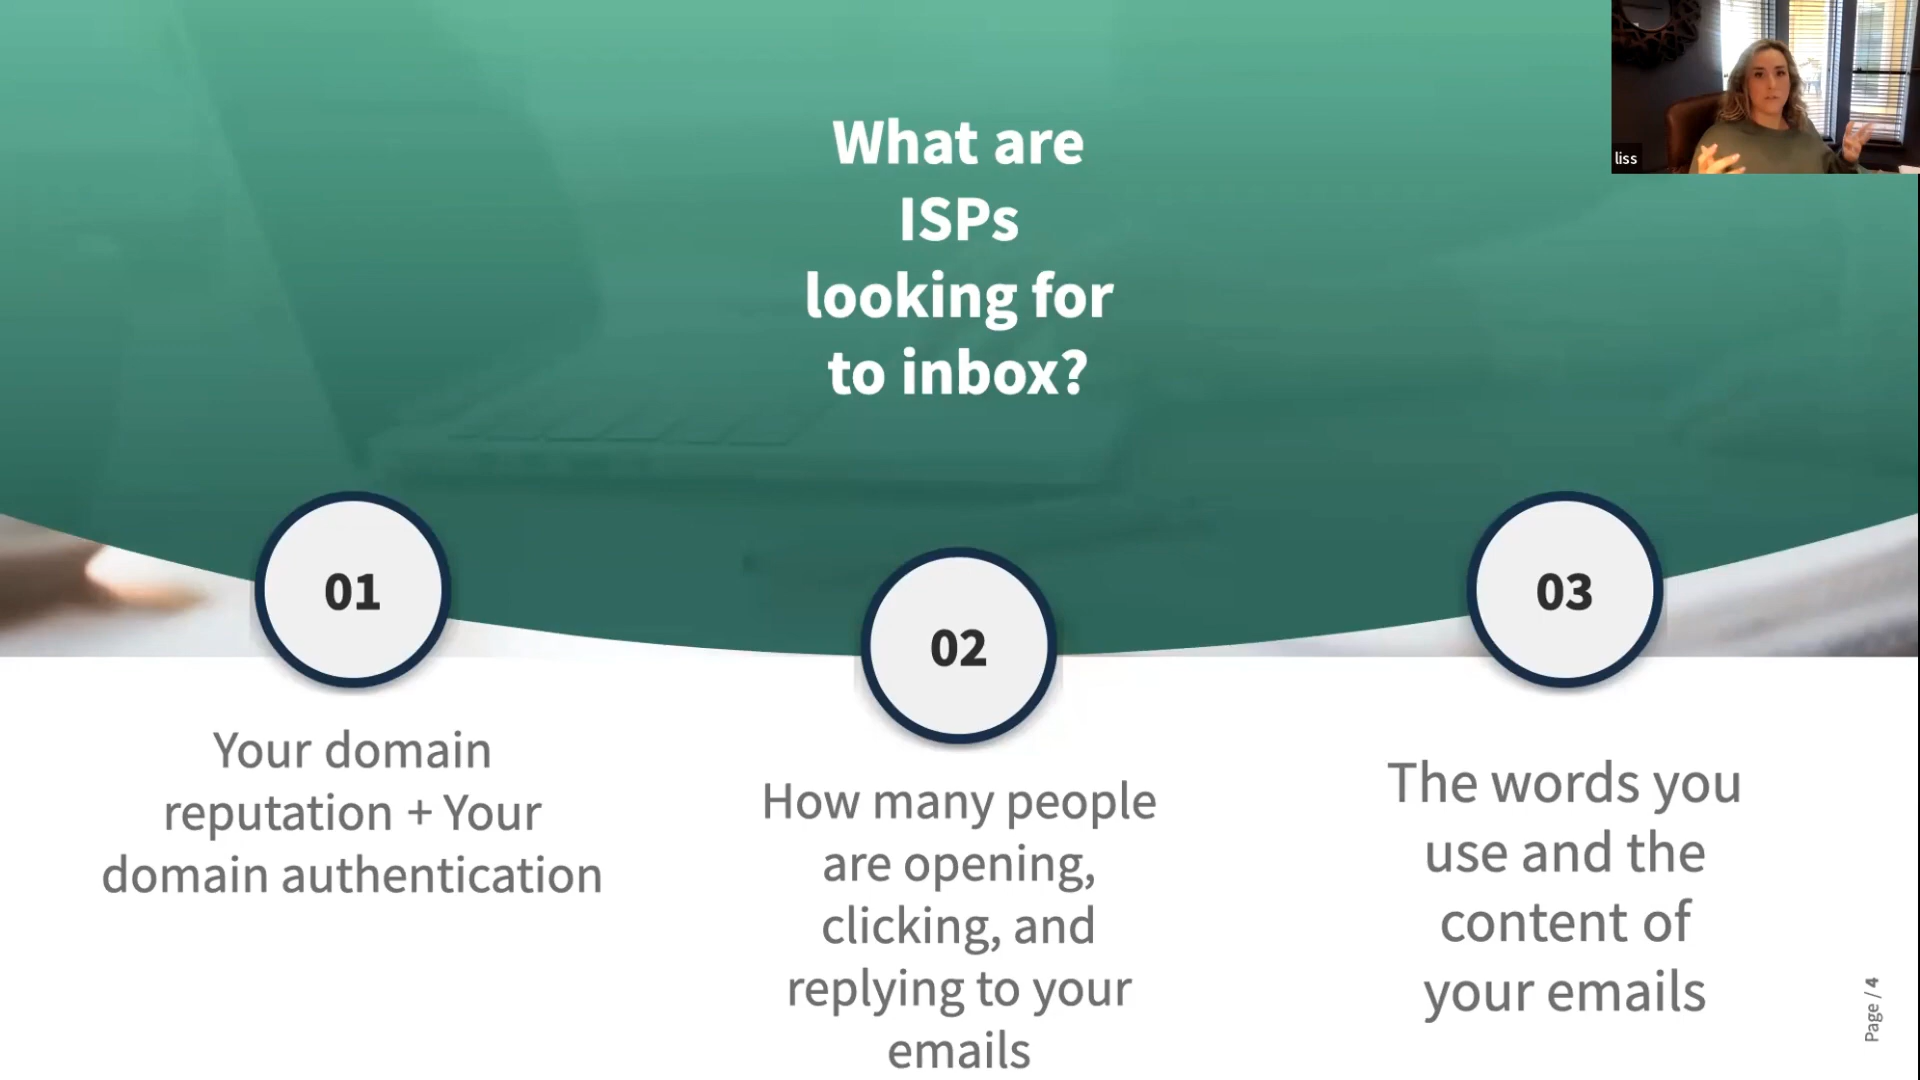 What are
ISPs
looking for
to inbox?
liss
01
02
03
Your domain
reputation + Your
domain authentication
How many people
are opening,
clicking, and
replying to your
emails
The words you
use and the
content of
your emails
Page / 4